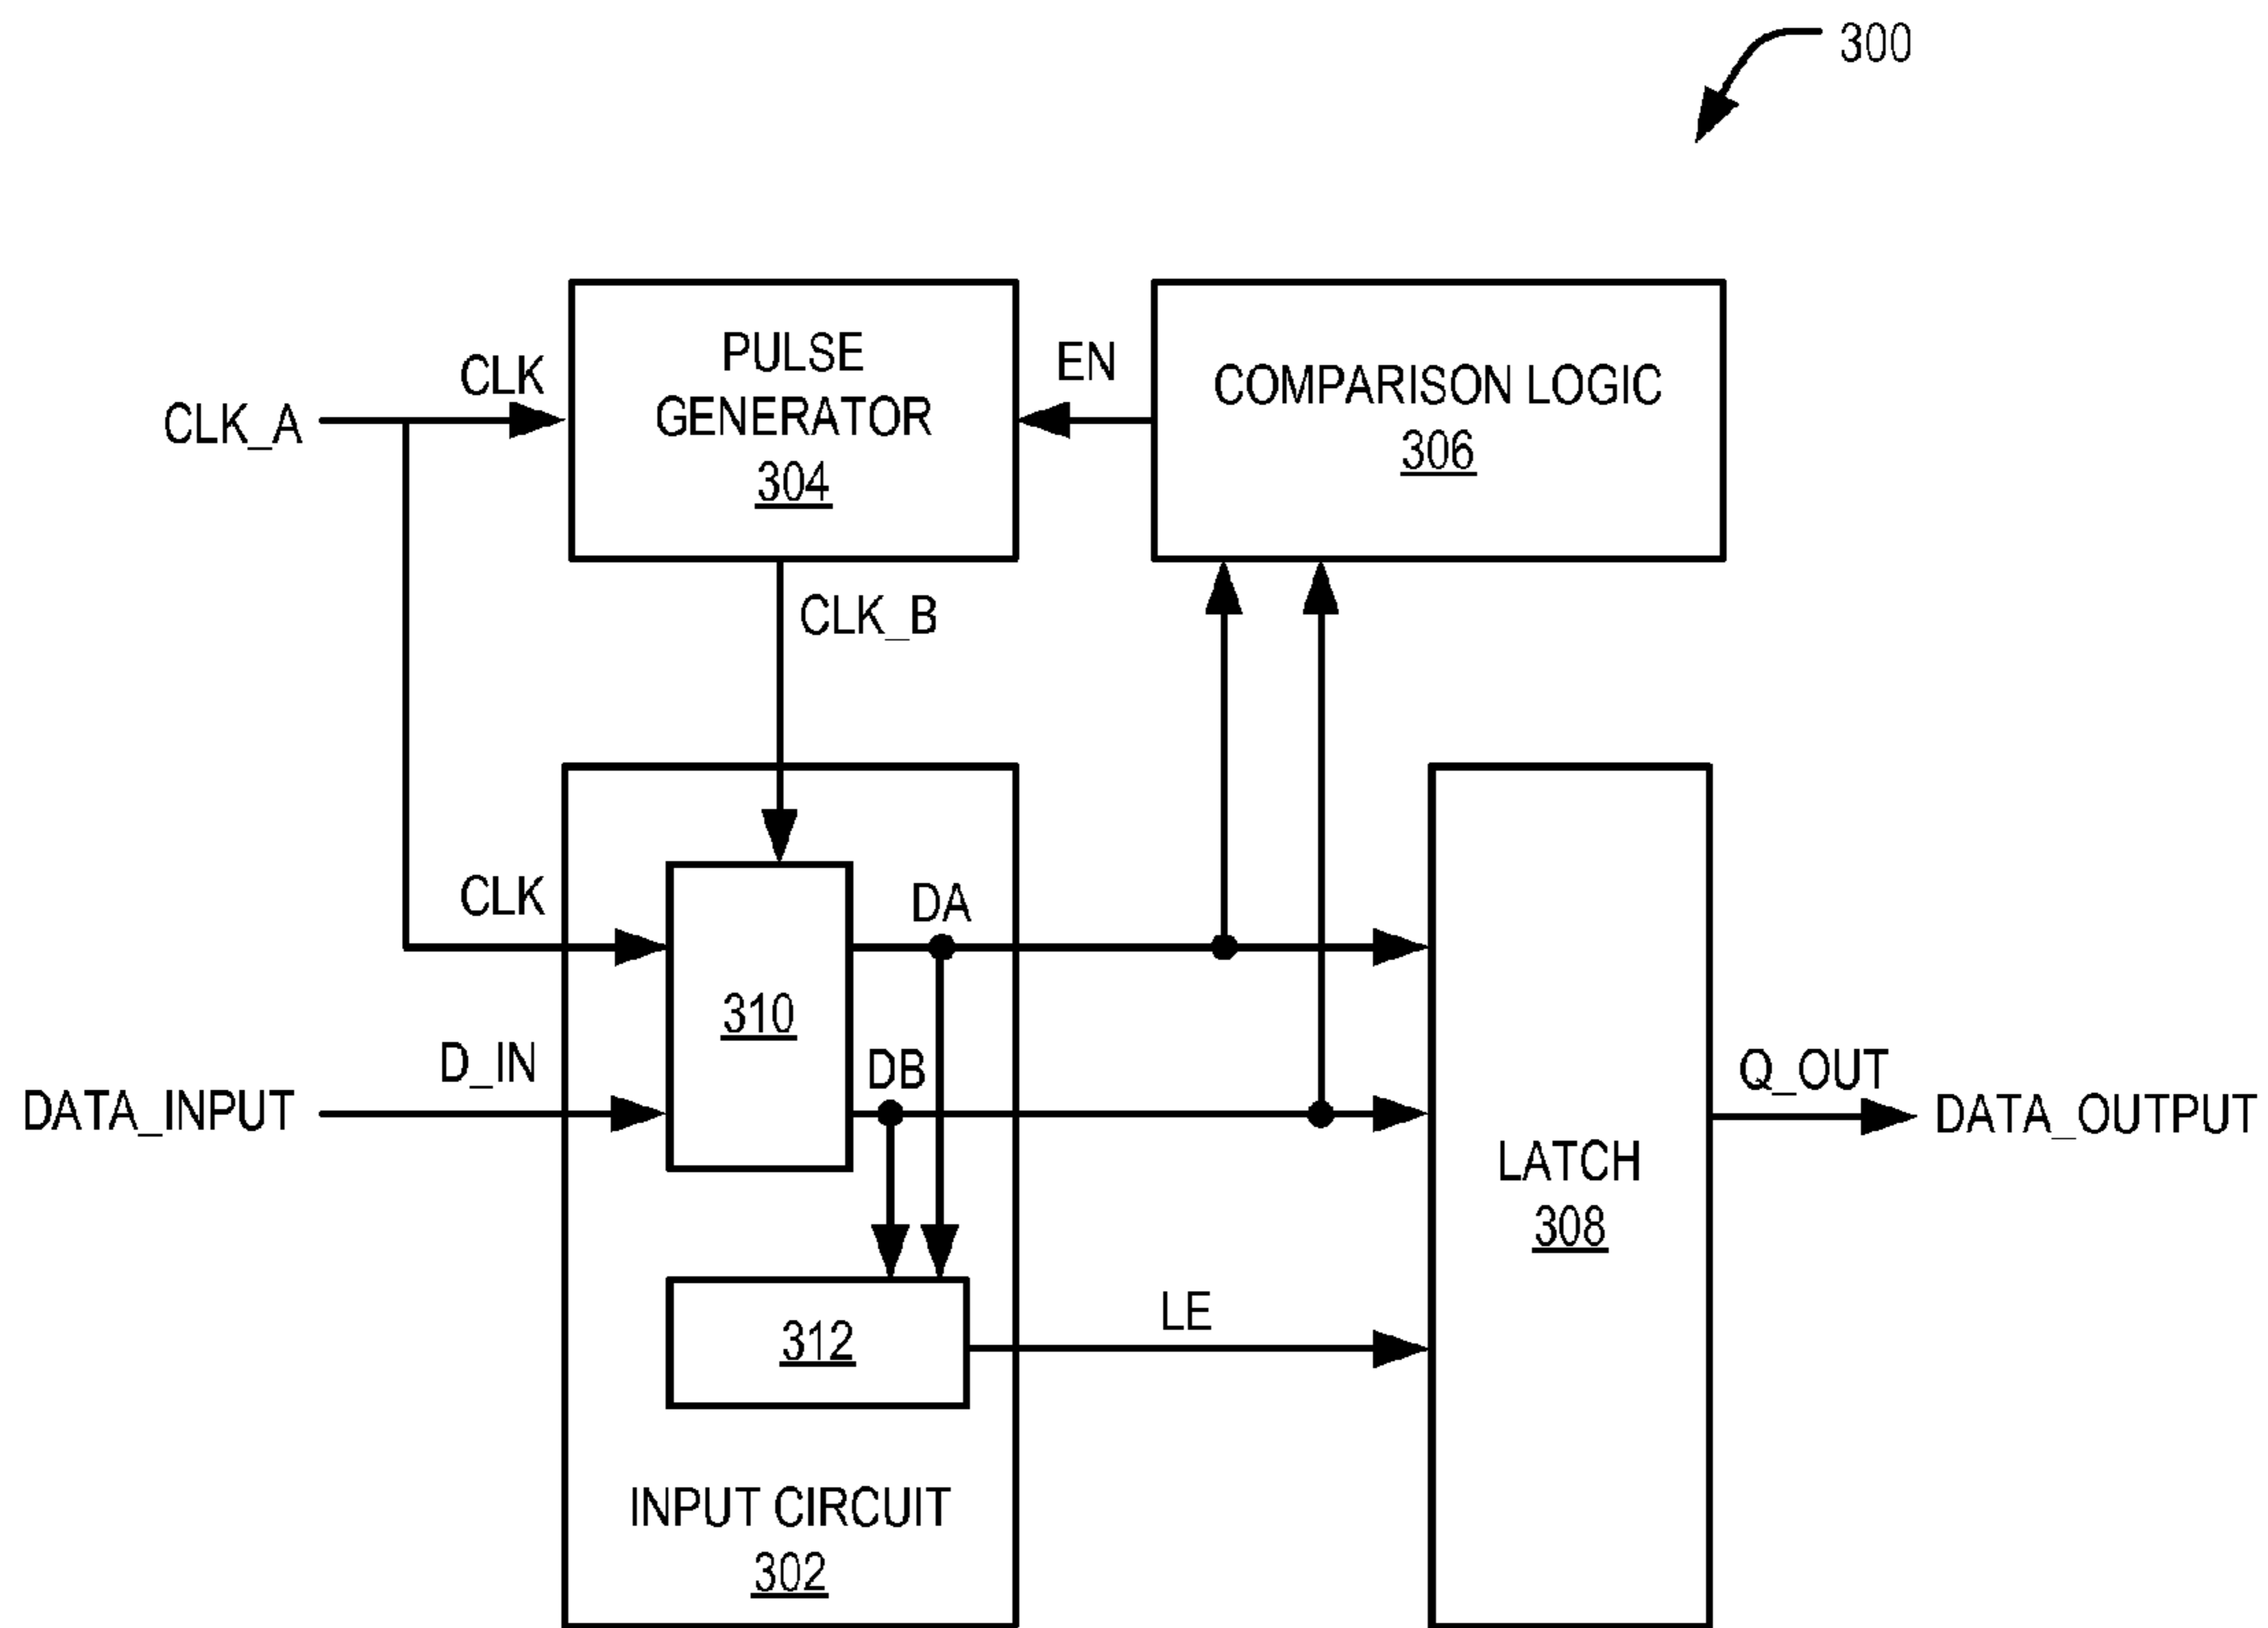 300
PULSE
GENERATOR
304
CLK
EN
COMPARISON LOGIC
306
CLK_A
CLK_B
CLK
DA
310
D_IN
DB
DATA_INPUT
Q_OUT
DATA_OUTPUT
LATCH
308
LE
312
INPUT CIRCUIT
302